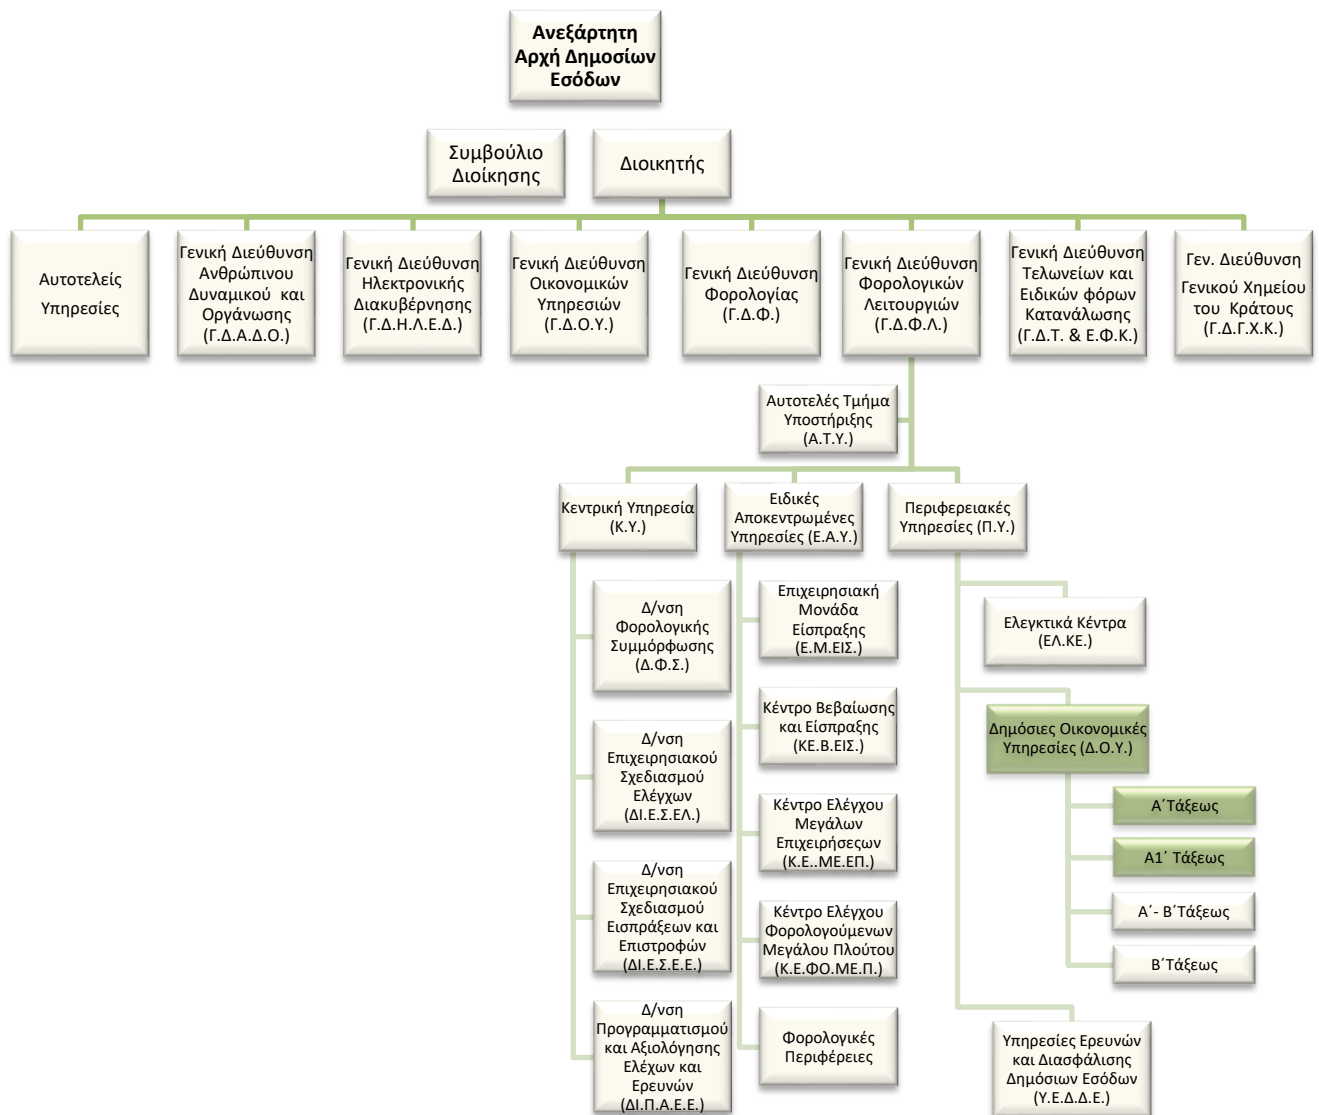 Ανεξάρτητη
Αρχή Δημοσίων
Εσόδων
Συμβούλιο
Διοίκησης
Διοικητής
Αυτοτελείς
Υπηρεσίες
Γενική Διεύθυνση
Ανθρώπινου
Δυναμικού και
Οργάνωσης
(Γ.Δ.Α.Δ.Ο.)
Γενική Διεύθυνση
Ηλεκτρονικής
Διακυβέρνησης
(Γ.Δ.Η.Λ.Ε.Δ.)
Γενική Διεύθυνση
Οικονομικών
Υπηρεσιών
(Γ.Δ.Ο.Υ.)
Γενική Διεύθυνση
Φορολογίας
(Γ.Δ.Φ.)
Γενική Διεύθυνση
Φορολογικών
Λειτουργιών
(Γ.Δ.Φ.Λ.)
Γενική Διεύθυνση
Τελωνείων και
Ειδικών φόρων
Κατανάλωσης
(Γ.Δ.Τ. & Ε.Φ.Κ.)
Γεν. Διεύθυνση
Γενικού Χημείου
του Κράτους
(Γ.Δ.Γ.Χ.Κ.)
Αυτοτελές Τμήμα
Υποστήριξης
(Α.Τ.Υ.)
Κεντρική Υπηρεσία
(Κ.Υ.)
Ειδικές
Αποκεντρωμένες
Υπηρεσίες (Ε.Α.Υ.)
Περιφερειακές
Υπηρεσίες (Π.Υ.)
Δ/νση
Φορολογικής
Συμμόρφωσης
(Δ.Φ.Σ.)
Δ/νση
Επιχειρησιακού
Σχεδιασμού
Ελέγχων
(ΔΙ.Ε.Σ.ΕΛ.)
Δ/νση
Επιχειρησιακού
Σχεδιασμού
Εισπράξεων και
Επιστροφών
(ΔΙ.Ε.Σ.Ε.Ε.)
Δ/νση
Προγραμματισμού
και Αξιολόγησης
Ελέχων και
Ερευνών
(ΔΙ.Π.Α.Ε.Ε.)
Επιχειρησιακή
Μονάδα
Είσπραξης
(Ε.Μ.ΕΙΣ.)
Κέντρο Βεβαίωσης
και Είσπραξης
(ΚΕ.Β.ΕΙΣ.)
Κέντρο Ελέγχου
Μεγάλων
Επιχειρήσεςων
(Κ.Ε..ΜΕ.ΕΠ.)
Κέντρο Ελέγχου
Φορολογούμενων
Μεγάλου Πλούτου
(Κ.Ε.ΦΟ.ΜΕ.Π.)
Φορολογικές
Περιφέρειες
Ελεγκτικά Κέντρα
(ΕΛ.ΚΕ.)
Δημόσιες Οικονομικές
Υπηρεσίες (Δ.Ο.Υ.)
Α΄Τάξεως
Α1΄ Τάξεως
Α΄- Β΄Τάξεως
Β΄Τάξεως
Υπηρεσίες Ερευνών
και Διασφάλισης
Δημόσιων Εσόδων
(Υ.Ε.Δ.Δ.Ε.)